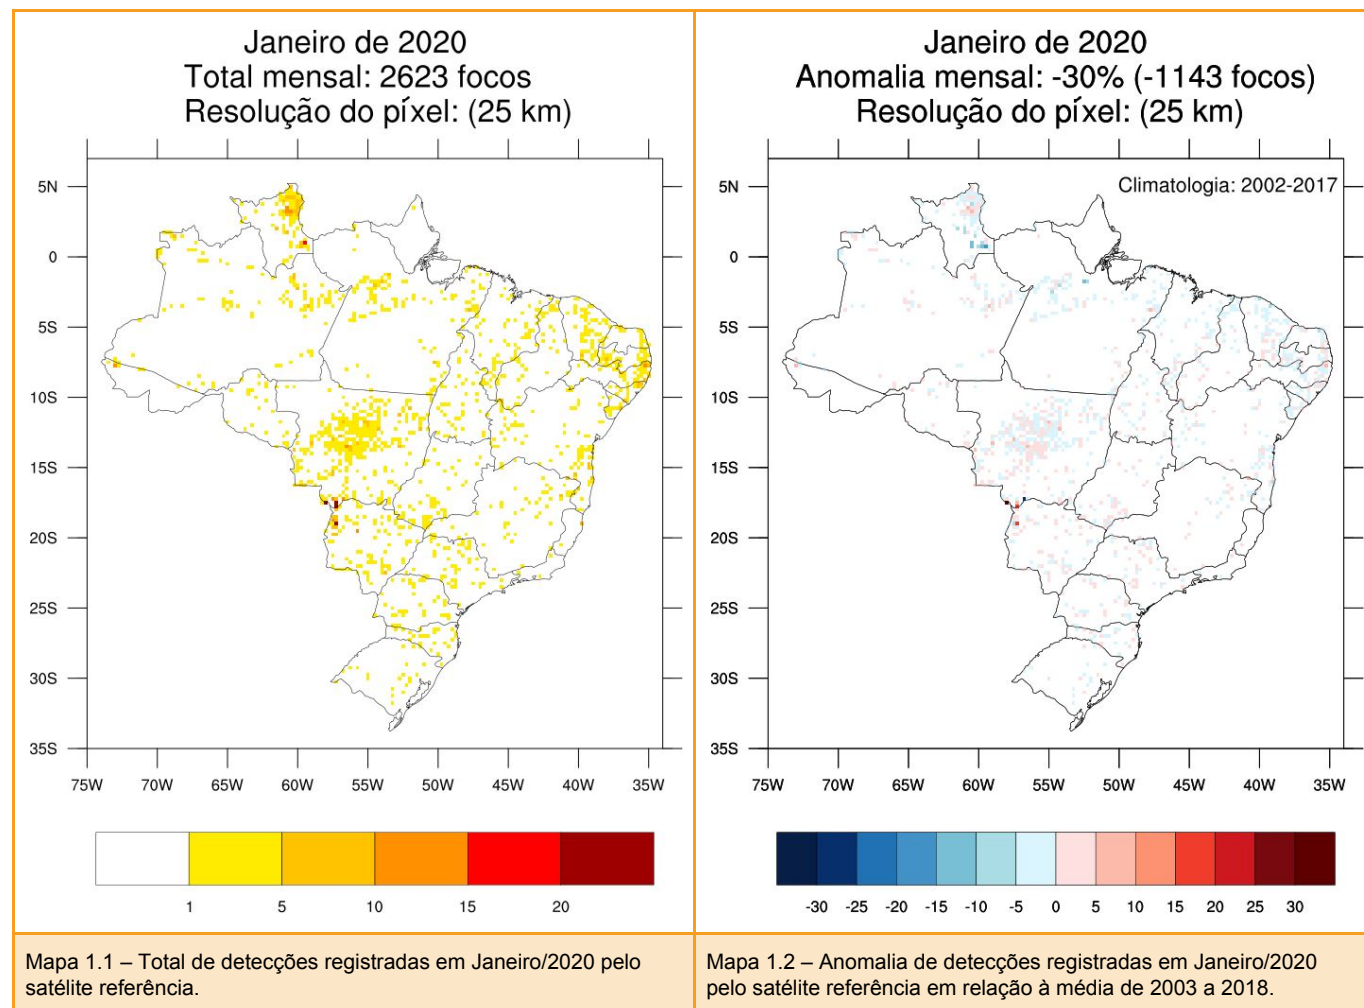 Janeiro de 2020
Total mensal: 2623 focos
Resolução do píxel: (25 km)
5N
0
5S
10S
15S
20S
25S
30S
35S
75W 70W 65W 60W 55W 50W 45W 40W 35W
1 5 10 15 20
Mapa 1.1 – Total de detecções registradas em Janeiro/2020 pelo
satélite referência.
Janeiro de 2020
Anomalia mensal: -30% (-1143 focos)
Resolução do píxel: (25 km)
Climatologia: 2002-2017
5N
0
5S
10S
15S
20S
25S
30S
35S
75W 70W 65W 60W 55W 50W 45W 40W 35W
-30 -25 -20 -15 -10 -5 0 5 10 15 20 25 30
Mapa 1.2 – Anomalia de detecções registradas em Janeiro/2020
pelo satélite referência em relação à média de 2003 a 2018.